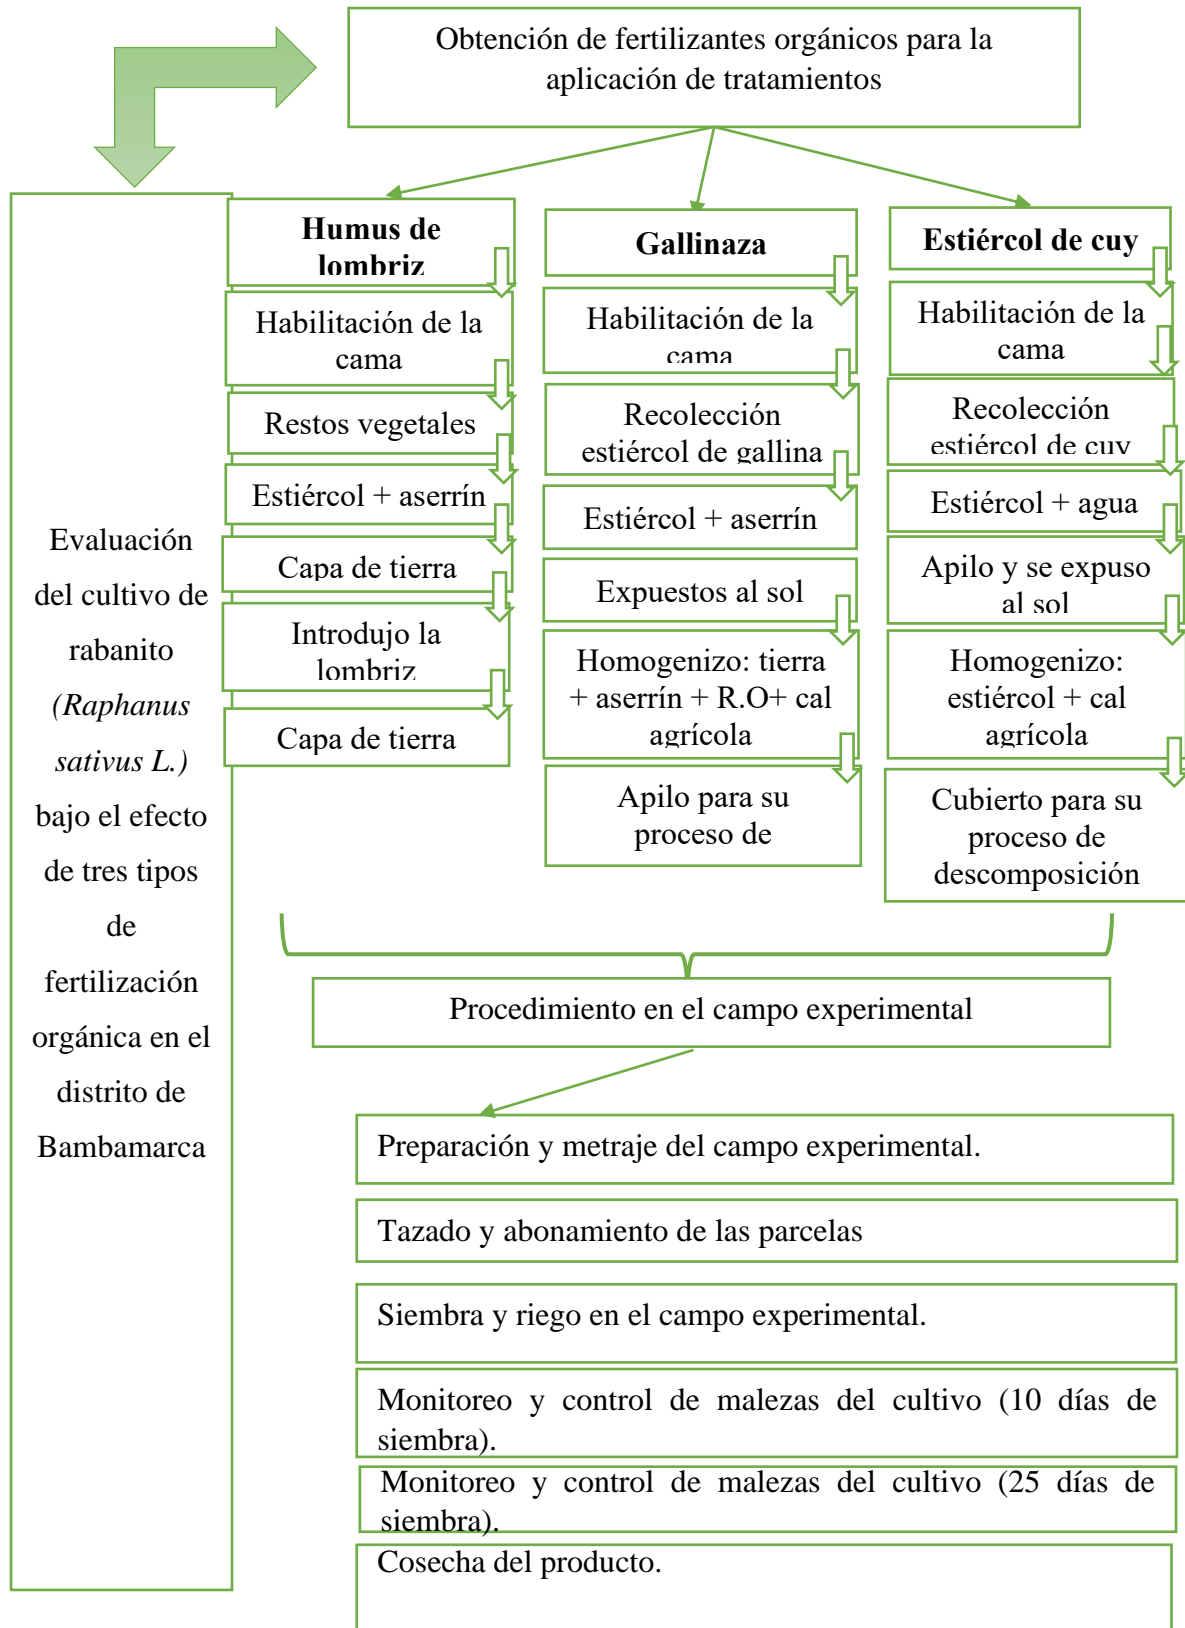 Obtención de fertilizantes orgánicos para la
aplicación de tratamientos
Evaluación
del cultivo de
rabanito
(Raphanus
sativus L.)
bajo el efecto
de tres tipos
de
fertilización
orgánica en el
distrito de
Bambamarca
Humus de
lombriz
Habilitación de la
cama
Restos vegetales
Estiércol + aserrín
Capa de tierra
Introdujo la
lombriz
Capa de tierra
Gallinaza
Habilitación de la
cama
Recolección
estiércol de gallina
Estiércol + aserrín
Expuestos al sol
Homogenizo: tierra
+ aserrín + R.O+ cal
agrícola
Apilo para su
proceso de
Estiércol de cuy
Habilitación de la
cama
Recolección
estiércol de cuy
Estiércol + agua
Apilo y se expuso
al sol
Homogenizo:
estiércol + cal
agrícola
Cubierto para su
proceso de
descomposición
Procedimiento en el campo experimental
Preparación y metraje del campo experimental.
Tazado y abonamiento de las parcelas
Siembra y riego en el campo experimental.
Monitoreo y control de malezas del cultivo (10 días de
siembra).
Monitoreo y control de malezas del cultivo (25 días de
siembra).
Cosecha del producto.